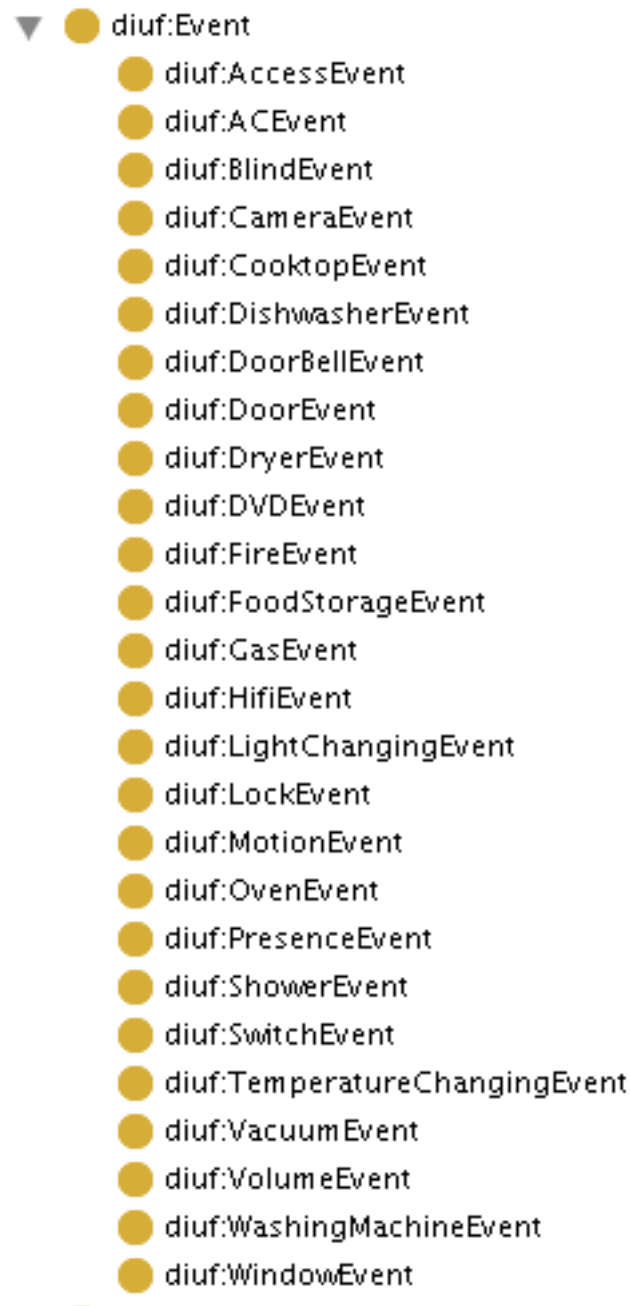 diuf:Event
diuf:AccessEvent
diuf:ACEvent
diuf:BlindEvent
diuf:CameraEvent
diuf:CooktopEvent
diuf:DishwasherEvent
diuf:DoorBellEvent
diuf:DoorEvent
diuf:DryerEvent
diuf:DVDEvent
diuf:FireEvent
diuf:FoodStorageEvent
diuf:GasEvent
diuf:HifiEvent
diuf:LightChangingEvent
diuf:LockEvent
diuf:MotionEvent
diuf:OvenEvent
diuf:PresenceEvent
diuf:ShowerEvent
diuf:SwitchEvent
diuf:TemperatureChangingEvent
diuf:VacuumEvent
diuf:VolumeEvent
diuf:WashingMachineEvent
diuf:WindowEvent